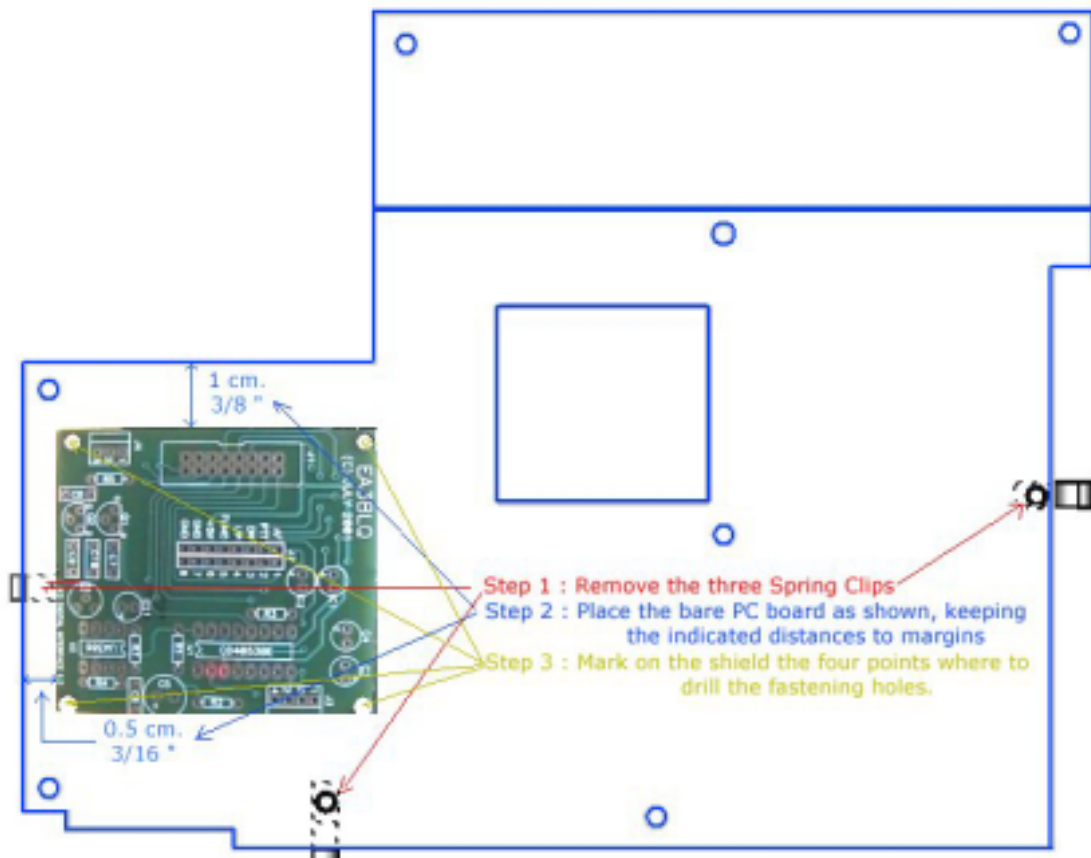 1 cm.
3/8 "
EA3BLQ
(C) JULY 200
Step 1 : Remove the three Spring Clips
Step 2 : Place the bare PC board as shown, keeping
the indicated distances to margins
Step 3 : Mark on the shield the four points where to
drill the fastening holes.
0.5 cm.
3/16 "